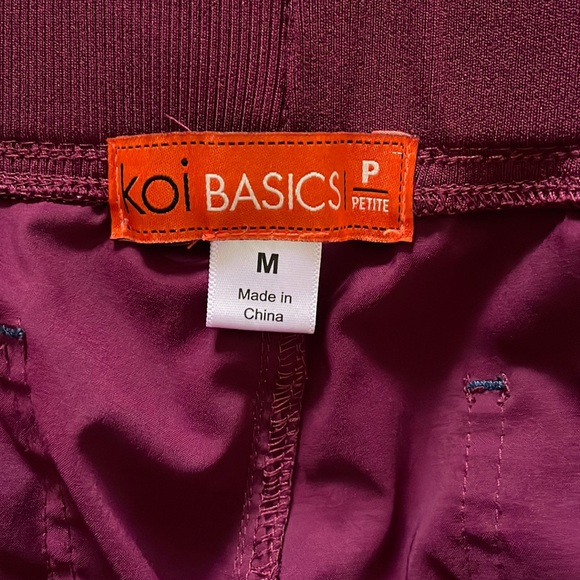 koi BASICS P
PETITE
M
Made in
China